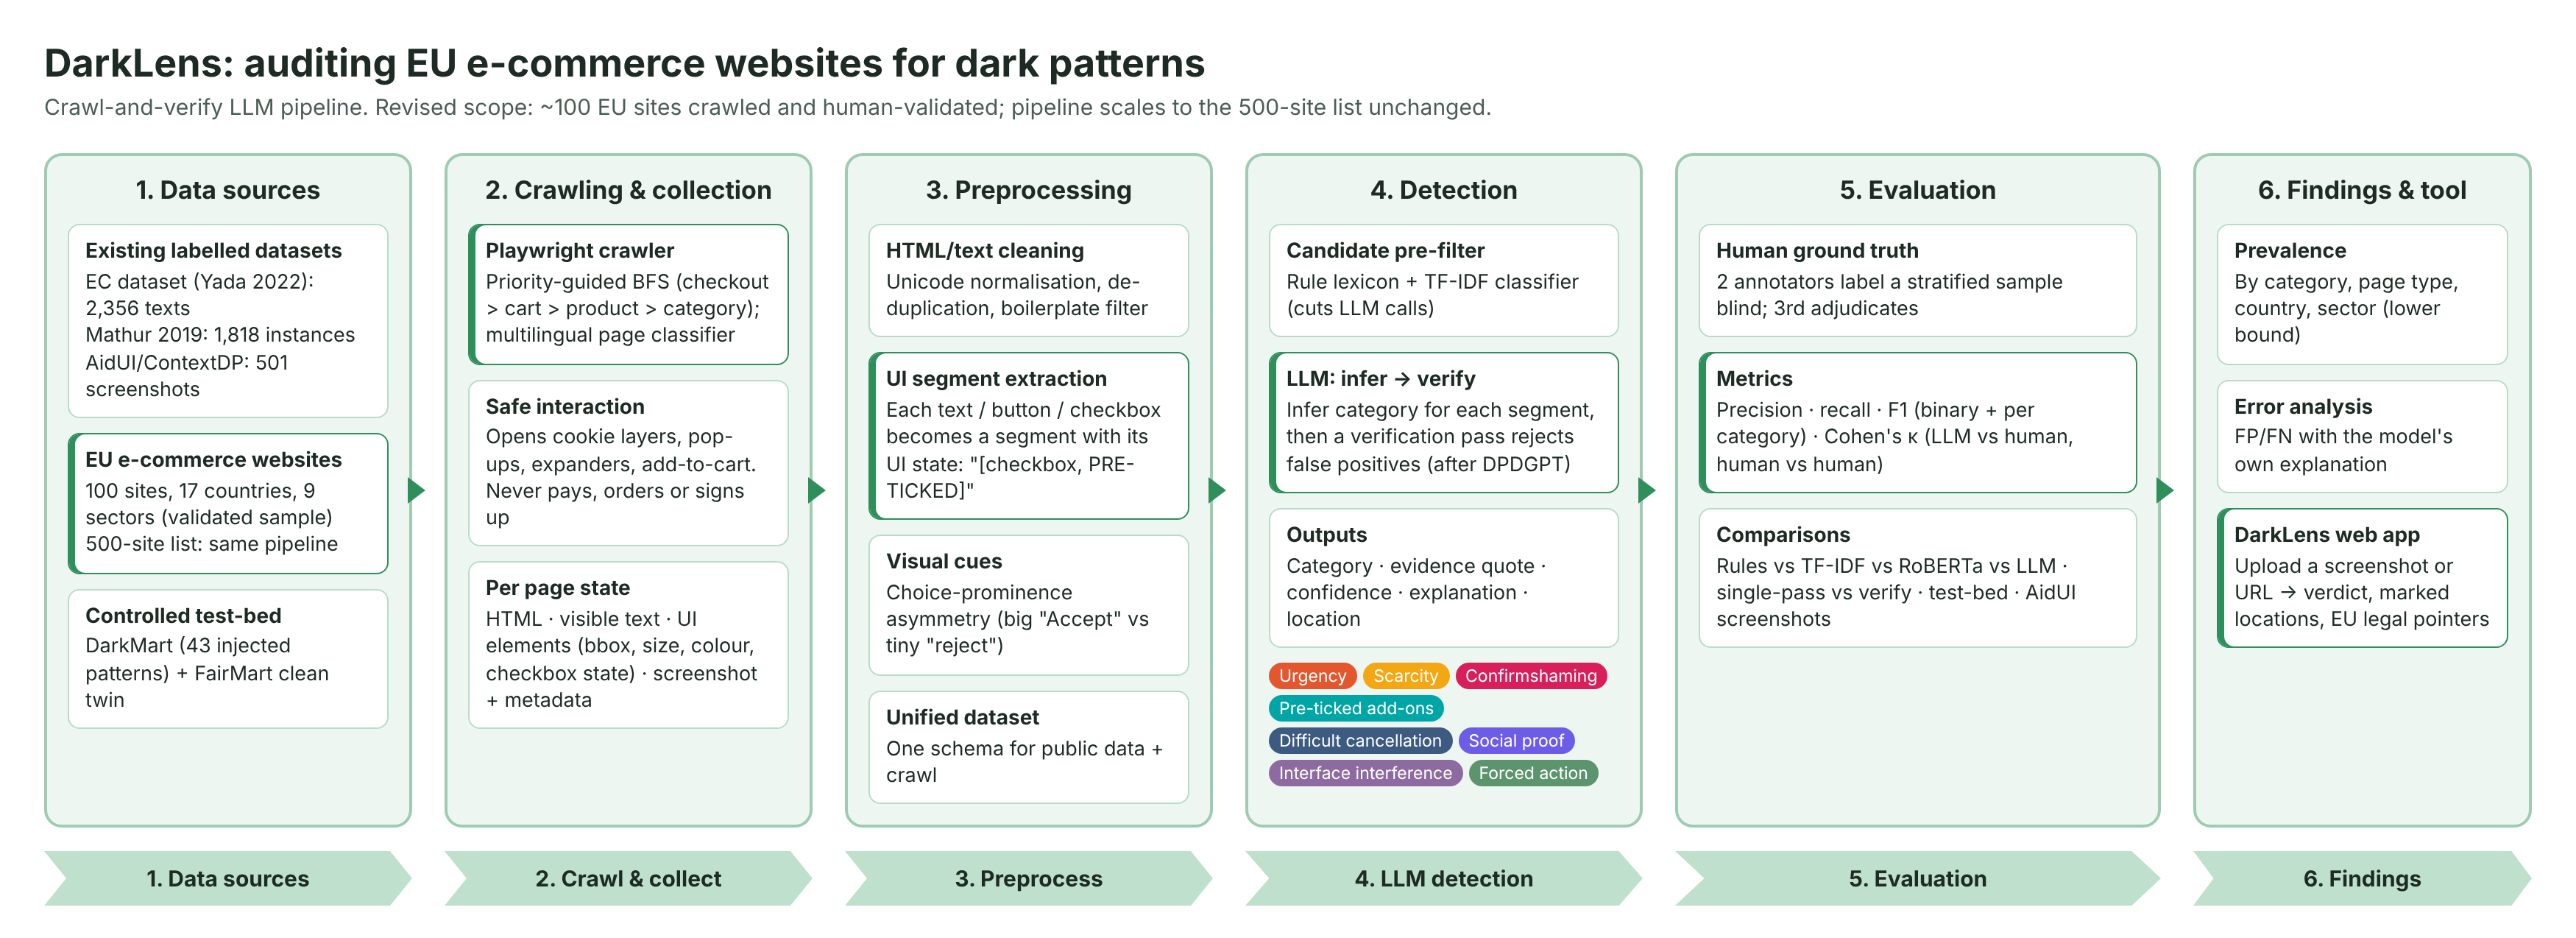 DarkLens: auditing EU e-commerce websites for dark patterns
Crawl-and-verify LLM pipeline. Revised scope: ~100 EU sites crawled and human-validated; pipeline scales to the 500-site list unchanged.
1. Data sources
Existing labelled datasets
EC dataset (Yada 2022):
2,356 texts
Mathur 2019: 1,818 instances
AidUI/ContextDP: 501
screenshots
EU e-commerce websites
100 sites, 17 countries, 9
sectors (validated sample)
500-site list: same pipeline
Controlled test-bed
DarkMart (43 injected
patterns) + FairMart clean
twin
2. Crawling & collection
Playwright crawler
Priority-guided BFS (checkout
> cart > product > category);
multilingual page classifier
Safe interaction
Opens cookie layers, pop-
ups, expanders, add-to-cart.
Never pays, orders or signs
up
Per page state
HTML · visible text · UI
elements (bbox, size, colour,
checkbox state) · screenshot
+ metadata
3. Preprocessing
HTML/text cleaning
Unicode normalisation, de-
duplication, boilerplate filter
UI segment extraction
Each text / button / checkbox
becomes a segment with its
UI state: "[checkbox, PRE-
TICKED]"
Visual cues
Choice-prominence
asymmetry (big "Accept" vs
tiny "reject")
Unified dataset
One schema for public data +
crawl
4. Detection
Candidate pre-filter
Rule lexicon + TF-IDF classifier
(cuts LLM calls)
LLM: infer → verify
Infer category for each segment,
then a verification pass rejects
false positives (after DPDGPT)
Outputs
Category · evidence quote ·
confidence · explanation ·
location
Urgency Scarcity Confirmshaming
Pre-ticked add-ons
Difficult cancellation Social proof
Interface interference Forced action
5. Evaluation
Human ground truth
2 annotators label a stratified sample
blind; 3rd adjudicates
Metrics
Precision · recall · F1 (binary + per
category) · Cohen's κ (LLM vs human,
human vs human)
Comparisons
Rules vs TF-IDF vs RoBERTa vs LLM ·
single-pass vs verify · test-bed · AidUI
screenshots
6. Findings & tool
Prevalence
By category, page type,
country, sector (lower
bound)
Error analysis
FP/FN with the model's
own explanation
DarkLens web app
Upload a screenshot or
URL → verdict, marked
locations, EU legal pointers
1. Data sources
2. Crawl & collect
3. Preprocess
4. LLM detection
5. Evaluation
6. Findings